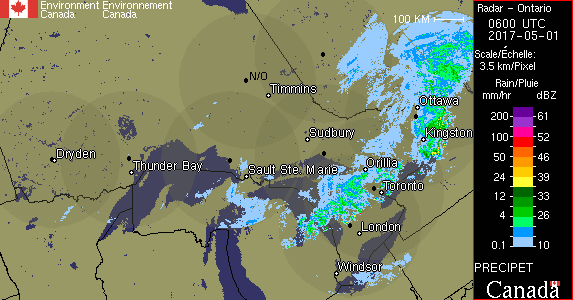 Environment Environnement
Canada Canada
100 KM
N/O
Timmins
Ottawa
Sudbury
Kingston
Dryden
Thunder Bay
Sault Ste. Marie
Orillia
Toronto
London
Windsor
Radar - Ontario
0600 UTC
2017-05-01
Scale/Échelle:
3.5 km/Pixel
Rain/Pluie
mm/hr dBZ
200 61
100 52
50 46
24 39
12 33
4 26
0.1 10
PRECIPET
Canada